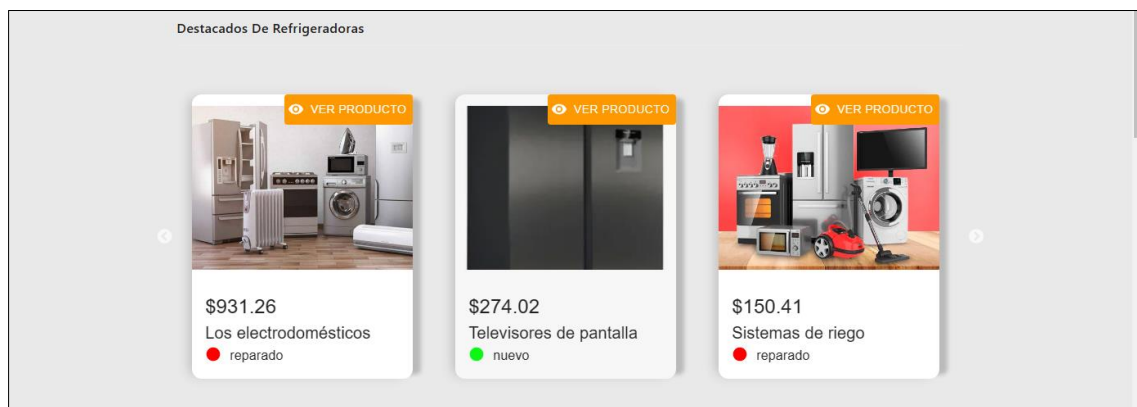 Destacados De Refrigeradoras
VER PRODUCTO
$931.26
Los electrodomésticos
reparado
VER PRODUCTO
$274.02
Televisores de pantalla
nuevo
VER PRODUCTO
$150.41
Sistemas de riego
reparado